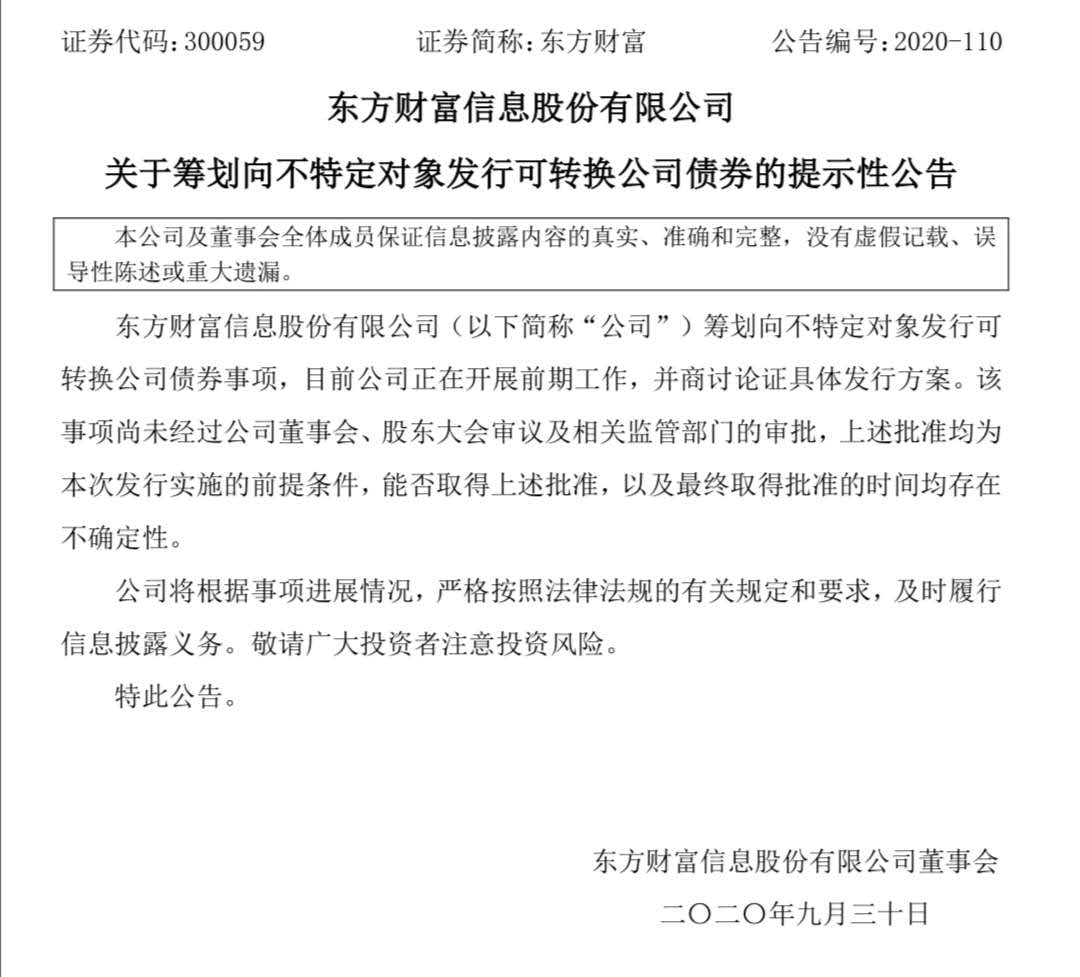 证券代码:300059 证券简称:东方财富 公告编号:2020-110
东方财富信息股份有限公司
关于筹划向不特定对象发行可转换公司债券的提示性公告
本公司及董事会全体成员保证信息披露内容的真实、准确和完整，没有虚假记载、误
导性陈述或重大遗漏。
东方财富信息股份有限公司（以下简称“公司”）筹划向不特定对象发行可
转换公司债券事项，目前公司正在开展前期工作，并商讨论证具体发行方案。该
事项尚未经过公司董事会、股东大会审议及相关监管部门的审批，上述批准均为
本次发行实施的前提条件，能否取得上述批准，以及最终取得批准的时间均存在
不确定性。
公司将根据事项进展情况，严格按照法律法规的有关规定和要求，及时履行
信息披露义务。敬请广大投资者注意投资风险。
特此公告。
东方财富信息股份有限公司董事会
二〇二〇年九月三十日